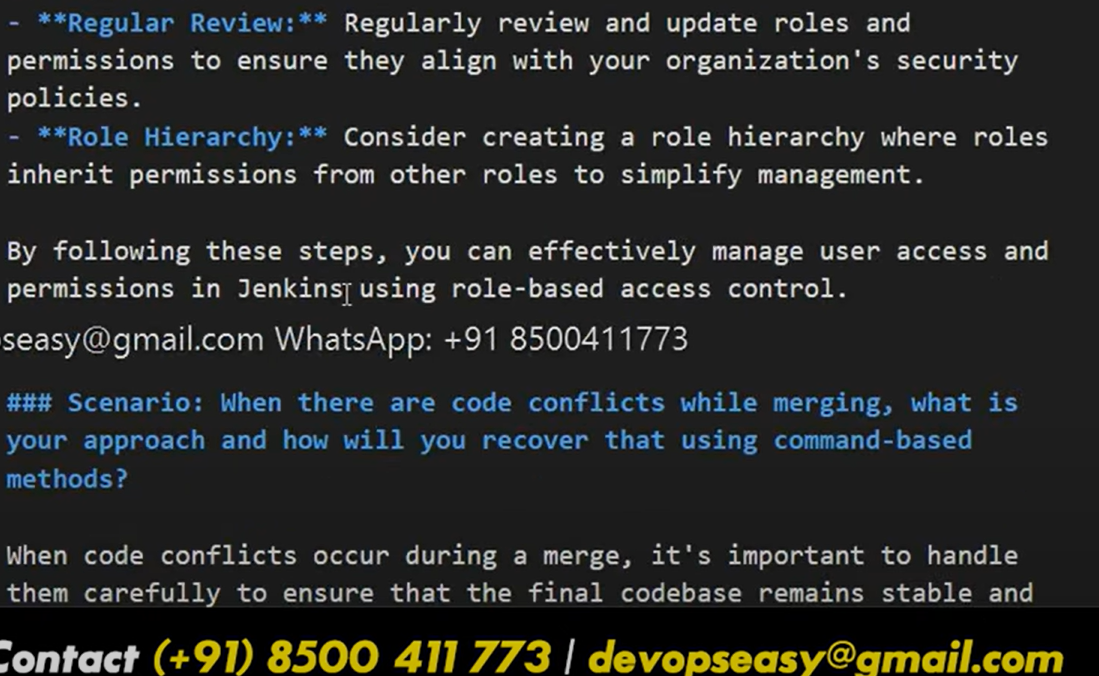 - **Regular Review:** Regularly review and update roles and
permissions to ensure they align with your organization's security
policies.
- **Role Hierarchy:** Consider creating a role hierarchy where roles
inherit permissions from other roles to simplify management.
By following these steps, you can effectively manage user access and
permissions in Jenkins using role-based access control.
pseasy@gmail.com WhatsApp: +91 8500411773
### Scenario: When there are code conflicts while merging, what is
your approach and how will you recover that using command-based
methods?
When code conflicts occur during a merge, it's important to handle
them carefully to ensure that the final codebase remains stable and
Contact (+91) 8500 411 773 | devopseasy@gmail.com